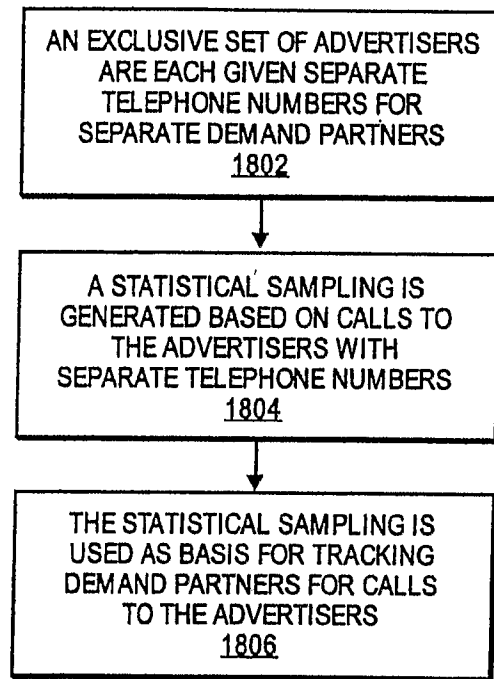 AN EXCLUSIVE SET OF ADVERTISERS
ARE EACH GIVEN SEPARATE
TELEPHONE NUMBERS FOR
SEPARATE DEMAND PARTNERS
1802
A STATISTICAL SAMPLING IS
GENERATED BASED ON CALLS TO
THE ADVERTISERS WITH
SEPARATE TELEPHONE NUMBERS
1804
THE STATISTICAL SAMPLING IS
USED AS BASIS FOR TRACKING
DEMAND PARTNERS FOR CALLS
TO THE ADVERTISERS
1806